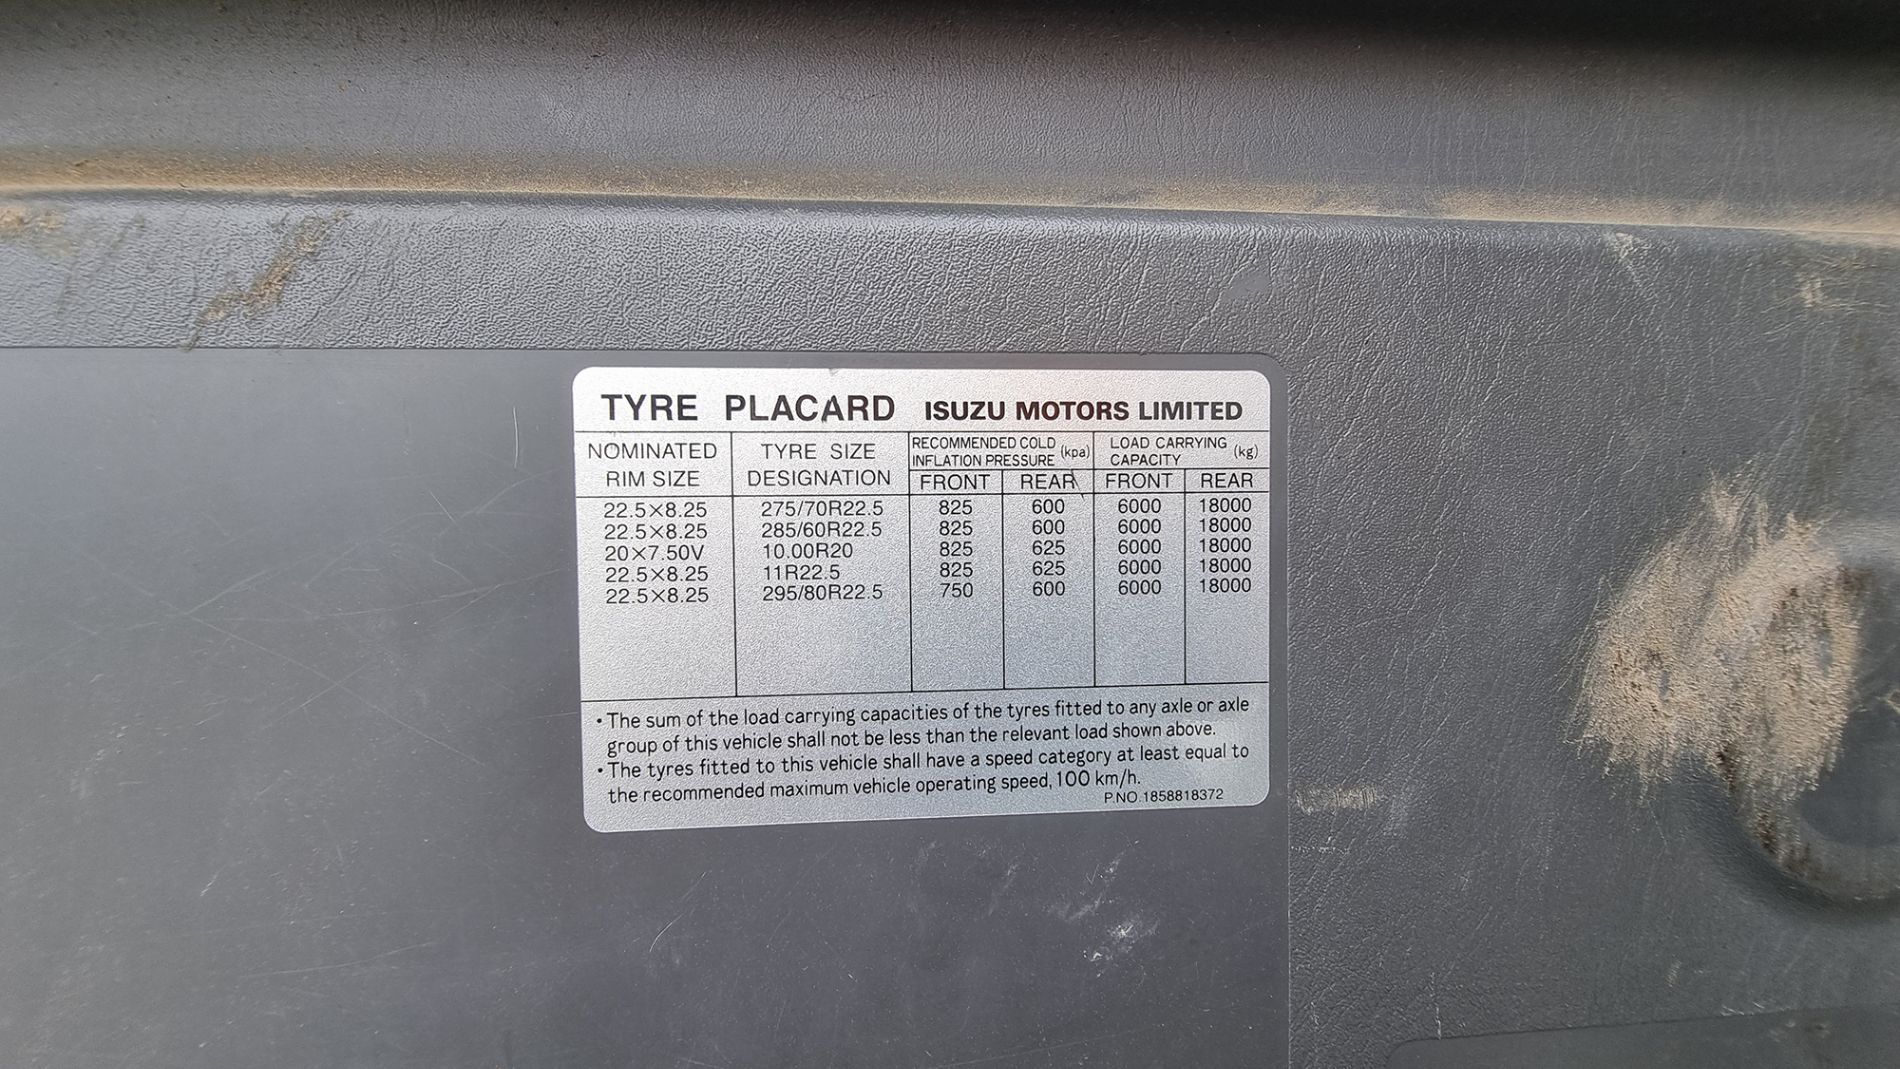 TYRE PLACARD ISUZU MOTORS LIMITED
NOMINATED RIM SIZE TYRE SIZE DESIGNATION RECOMMENDED COLD INFLATION PRESSURE (kpa) LOAD CARRYING CAPACITY (kg)
FRONT REAR FRONT REAR
22.5×8.25 275/70R22.5 825 600 6000 18000
22.5×8.25 285/60R22.5 825 600 6000 18000
20×7.50V 10.00R20 825 625 6000 18000
22.5×8.25 11R22.5 825 625 6000 18000
22.5×8.25 295/80R22.5 750 600 6000 18000
• The sum of the load carrying capacities of the tyres fitted to any axle or axle
group of this vehicle shall not be less than the relevant load shown above.
• The tyres fitted to this vehicle shall have a speed category at least equal to
the recommended maximum vehicle operating speed, 100 km/h.
P.NO.1858818372